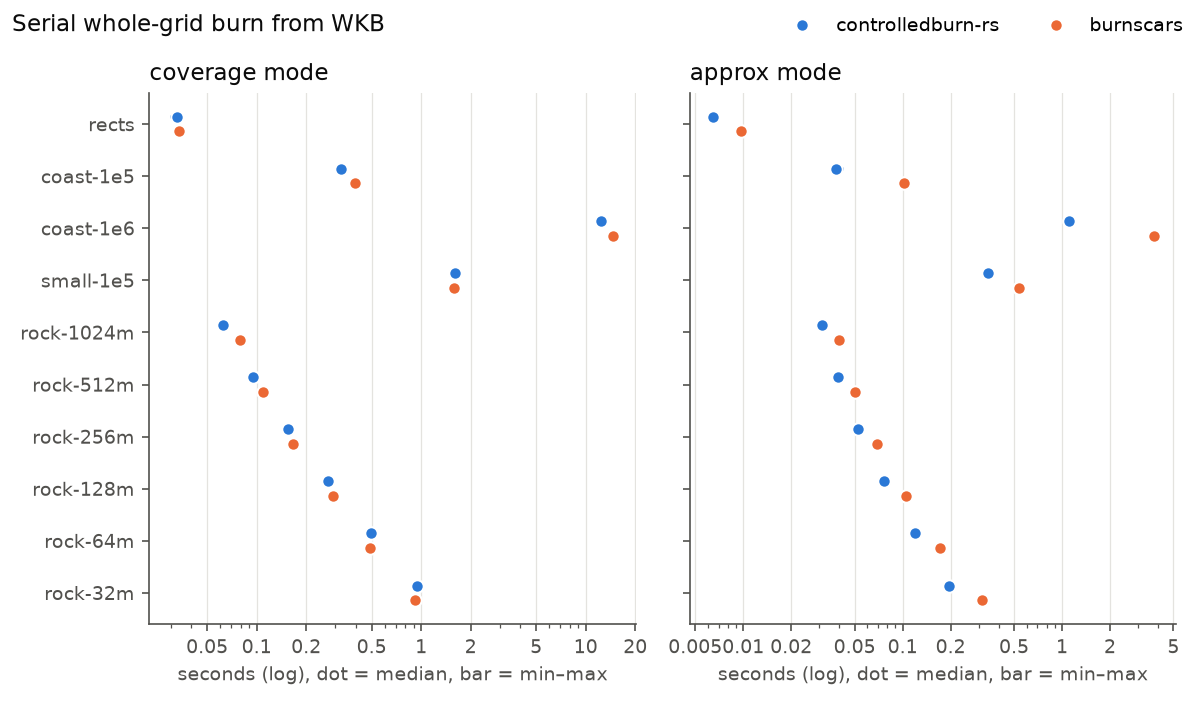 Serial whole-grid burn from WKB
controlledburn-rs
burnscars
coverage mode
approx mode
rects
coast-1e5
coast-1e6
small-1e5
rock-1024m
rock-512m
rock-256m
rock-128m
rock-64m
rock-32m
0.05 0.1 0.2 0.5 1 2 5 10 20
0.005 0.01 0.02 0.05 0.1 0.2 0.5 1 2 5
seconds (log), dot = median, bar = min–max
seconds (log), dot = median, bar = min–max